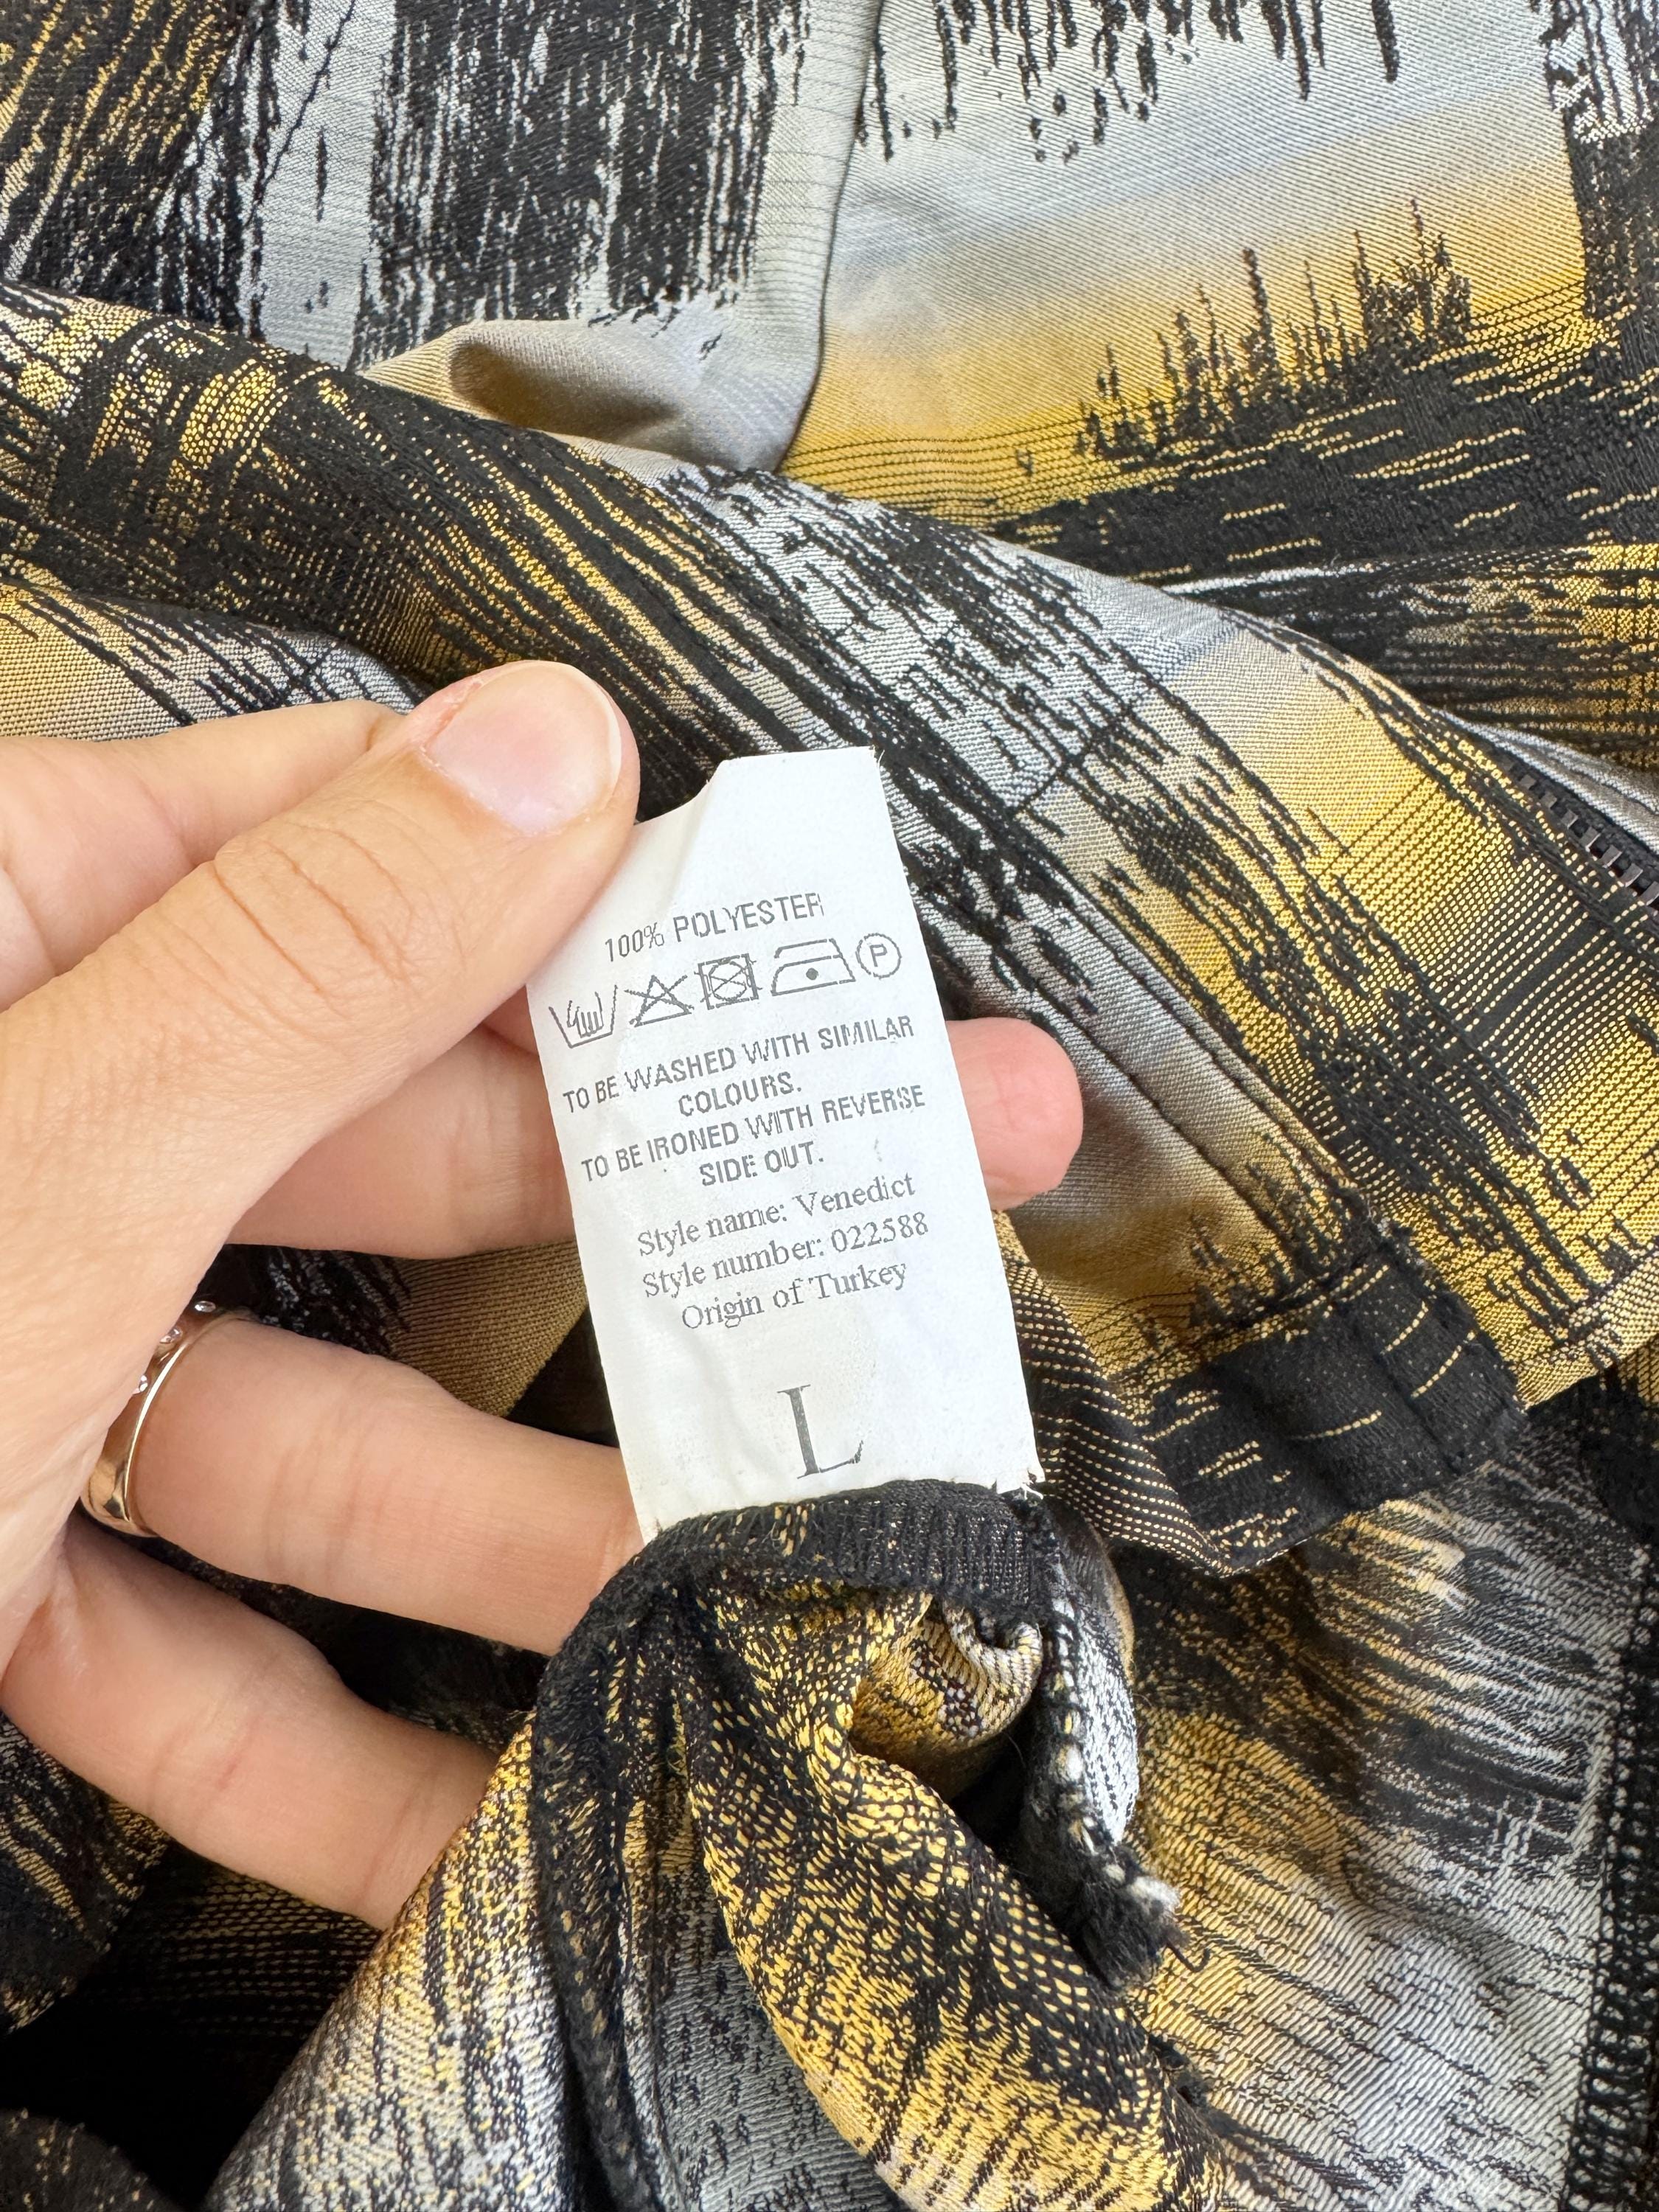 100% POLYESTER
P
TO BE WASHED WITH SIMILAR
COLOURS.
TO BE IRONED WITH REVERSE
SIDE OUT.
Style name: Venedict
Style number: 022588
Origin of Turkey
L